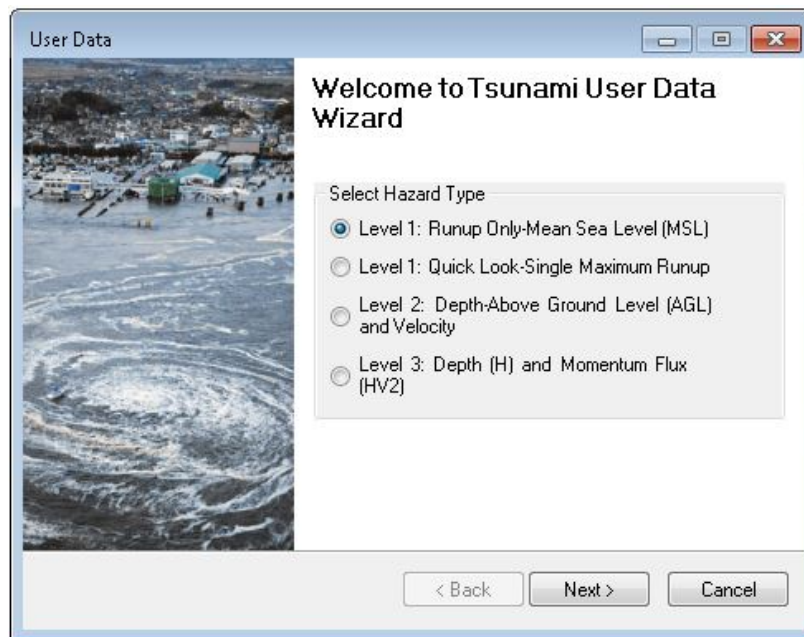 User Data
Welcome to Tsunami User Data
Wizard
Select Hazard Type
Level 1: Runup Only-Mean Sea Level (MSL)
Level 1: Quick Look-Single Maximum Runup
Level 2: Depth-Above Ground Level (AGL)
and Velocity
Level 3: Depth (H) and Momentum Flux
(HV2)
< Back
Next >
Cancel